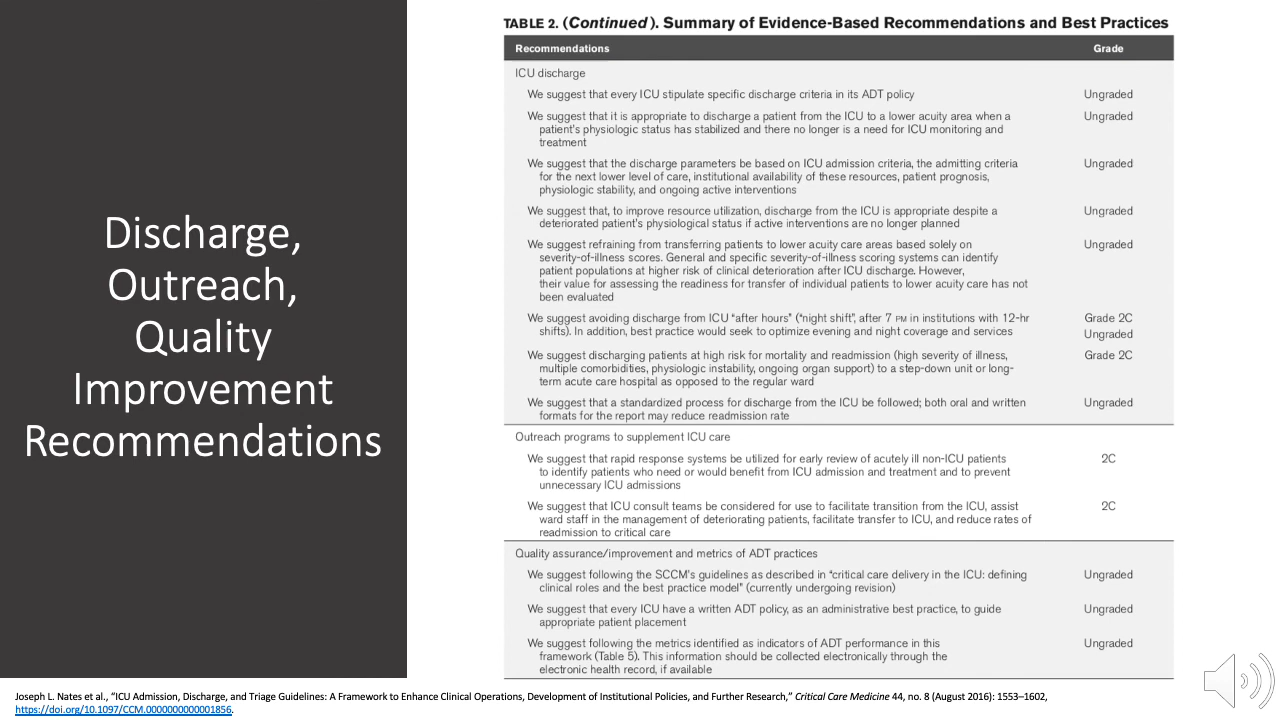 Discharge,
Outreach,
Quality
Improvement
Recommendations
TABLE 2. (Continued). Summary of Evidence-Based Recommendations and Best Practices
Recommendations Grade
ICU discharge
We suggest that every ICU stipulate specific discharge criteria in its ADT policy Ungraded
We suggest that it is appropriate to discharge a patient from the ICU to a lower acuity area when a Ungraded
patient's physiologic status has stabilized and there no longer is a need for ICU monitoring and
treatment
We suggest that the discharge parameters be based on ICU admission criteria, the admitting criteria Ungraded
for the next lower level of care, institutional availability of these resources, patient prognosis,
physiologic stability, and ongoing active interventions
We suggest that, to improve resource utilization, discharge from the ICU is appropriate despite a Ungraded
deteriorated patient's physiological status if active interventions are no longer planned
We suggest refraining from transferring patients to lower acuity care areas based solely on Ungraded
severity-of-illness scores. General and specific severity-of-illness scoring systems can identify
patient populations at higher risk of clinical deterioration after ICU discharge. However,
their value for assessing the readiness for transfer of individual patients to lower acuity care has not
been evaluated
We suggest avoiding discharge from ICU "after hours" ("night shift", after 7 PM in institutions with 12-hr Grade 2C
shifts). In addition, best practice would seek to optimize evening and night coverage and services Ungraded
We suggest discharging patients at high risk for mortality and readmission (high severity of illness, Grade 2C
multiple comorbidities, physiologic instability, ongoing organ support) to a step-down unit or long-
term acute care hospital as opposed to the regular ward
We suggest that a standardized process for discharge from the ICU be followed; both oral and written Ungraded
formats for the report may reduce readmission rate
Outreach programs to supplement ICU care
We suggest that rapid response systems be utilized for early review of acutely ill non-ICU patients 2C
to identify patients who need or would benefit from ICU admission and treatment and to prevent
unnecessary ICU admissions
We suggest that ICU consult teams be considered for use to facilitate transition from the ICU, assist 2C
ward staff in the management of deteriorating patients, facilitate transfer to ICU, and reduce rates of
readmission to critical care
Quality assurance/improvement and metrics of ADT practices
We suggest following the SCCM's guidelines as described in "critical care delivery in the ICU: defining Ungraded
clinical roles and the best practice model" (currently undergoing revision)
We suggest that every ICU have a written ADT policy, as an administrative best practice, to guide Ungraded
appropriate patient placement
We suggest following the metrics identified as indicators of ADT performance in this Ungraded
framework (Table 5). This information should be collected electronically through the
electronic health record, if available
Joseph L. Nates et al., "ICU Admission, Discharge, and Triage Guidelines: A Framework to Enhance Clinical Operations, Development of Institutional Policies, and Further Research," Critical Care Medicine 44, no. 8 (August 2016): 1553–1602,
https://doi.org/10.1097/CCM.0000000000001856.